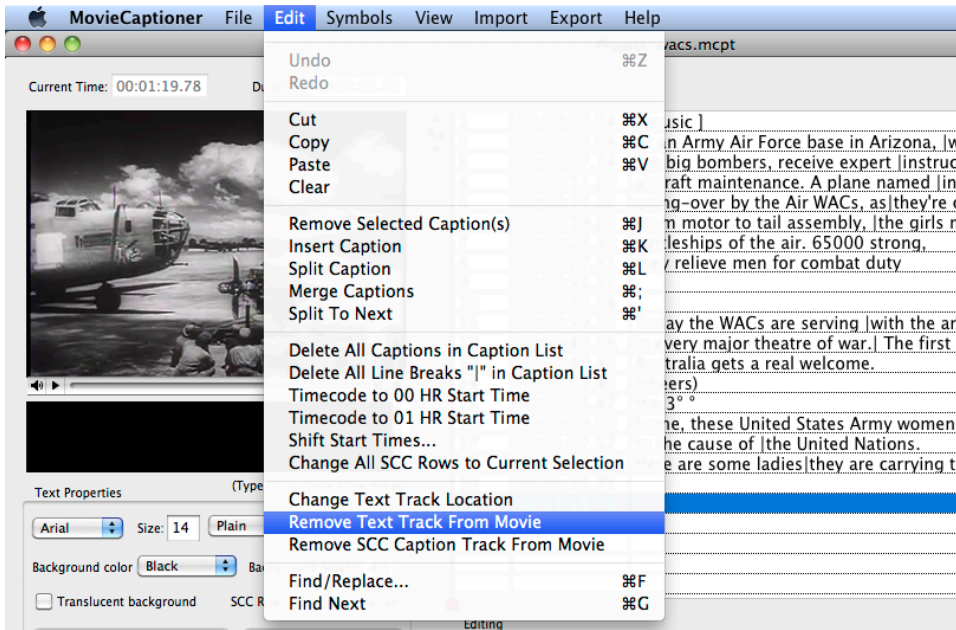 MovieCaptioner File Edit Symbols View Import Export Help
wacs.mcpt
Current Time: 00:01:19.78
Undo ⌘Z
Redo
Cut ⌘X
Copy ⌘C
Paste ⌘V
Clear
Remove Selected Caption(s) ⌘J
Insert Caption ⌘K
Split Caption ⌘L
Merge Captions ⌘;
Split To Next ⌘'
Delete All Captions in Caption List
Delete All Line Breaks "|" in Caption List
Timecode to 00 HR Start Time
Timecode to 01 HR Start Time
Shift Start Times...
Change All SCC Rows to Current Selection
Change Text Track Location
Remove Text Track From Movie
Remove SCC Caption Track From Movie
Find/Replace... ⌘F
Find Next ⌘G
usic ]
n Army Air Force base in Arizona, |w
big bombers, receive expert |instruc
raft maintenance. A plane named |in
ng-over by the Air WACs, as|they're
m motor to tail assembly, |the girls
tleships of the air. 65000 strong,
relieve men for combat duty
ay the WACs are serving |with the ar
very major theatre of war.| The first
tralia gets a real welcome.
eers)
3° °
ne, these United States Army women
he cause of |the United Nations.
e are some ladies|they are carrying t
Text Properties
(Type
Arial Size: 14 Plain
Background color Black
Translucent background SCC R
Editing